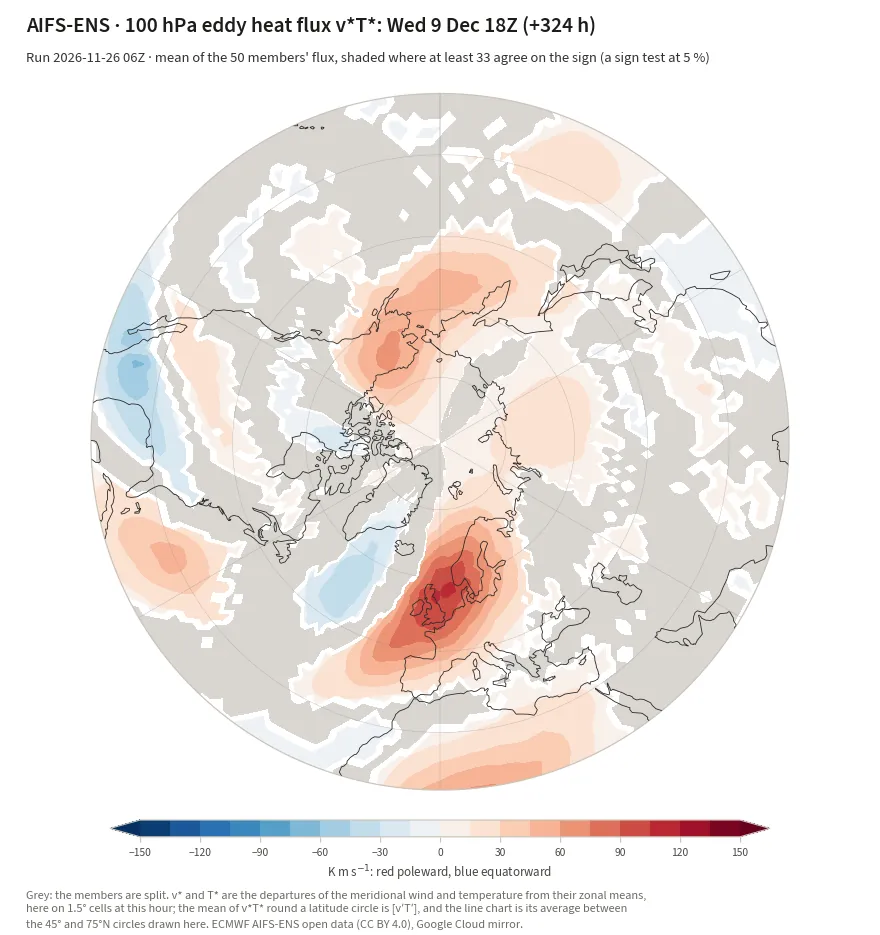 AIFS-ENS · 100 hPa eddy heat flux v*T*: Wed 9 Dec 18Z (+324 h)
Run 2026-11-26 06Z · mean of the 50 members' flux, shaded where at least 33 agree on the sign (a sign test at 5 %)
−150 −120 −90 −60 −30 0 30 60 90 120 150
K m s⁻¹: red poleward, blue equatorward
Grey: the members are split. v* and T* are the departures of the meridional wind and temperature from their zonal means,
here on 1.5° cells at this hour; the mean of v*T* round a latitude circle is [v'T'], and the line chart is its average between
the 45° and 75°N circles drawn here. ECMWF AIFS-ENS open data (CC BY 4.0), Google Cloud mirror.